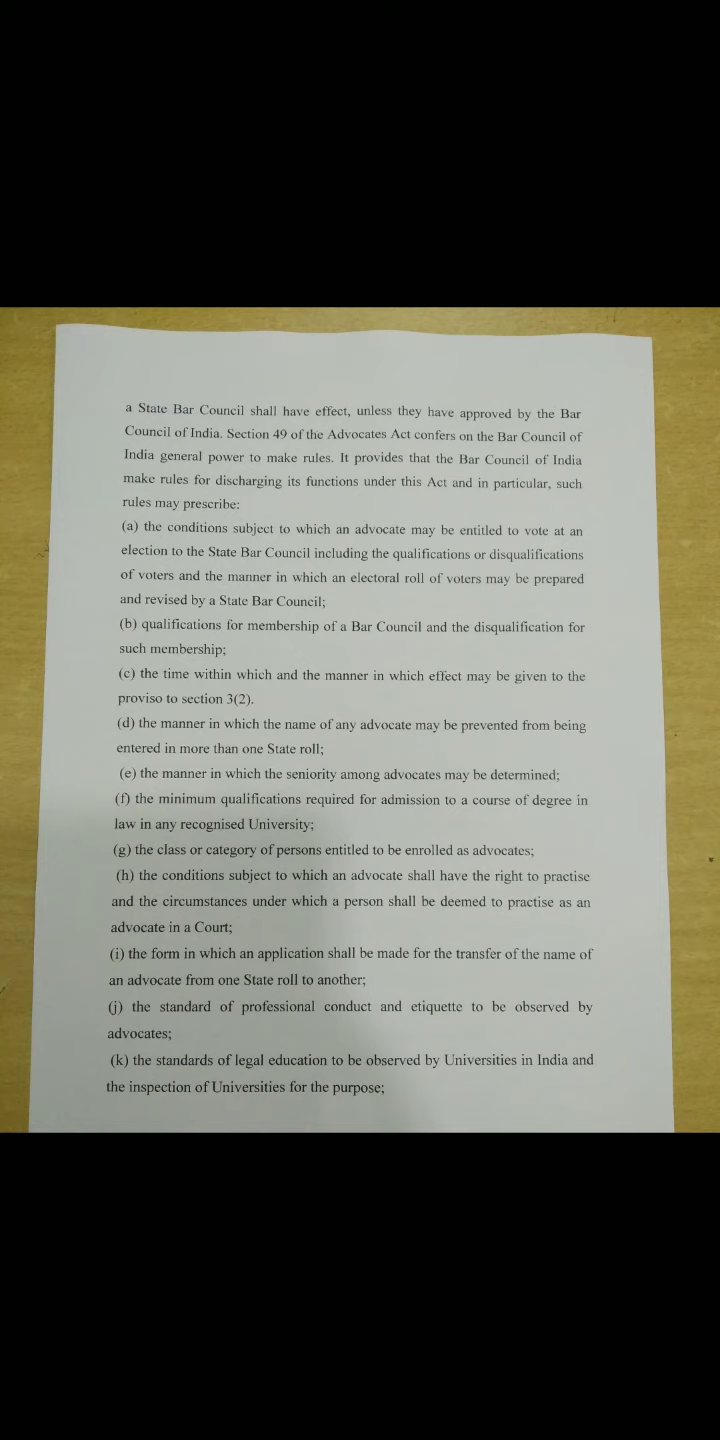 a State Bar Council shall have effect, unless they have approved by the Bar
Council of India. Section 49 of the Advocates Act confers on the Bar Council of
India general power to make rules. It provides that the Bar Council of India
make rules for discharging its functions under this Act and in particular, such
rules may prescribe:
(a) the conditions subject to which an advocate may be entitled to vote at an
election to the State Bar Council including the qualifications or disqualifications
of voters and the manner in which an electoral roll of voters may be prepared
and revised by a State Bar Council;
(b) qualifications for membership of a Bar Council and the disqualification for
such membership;
(c) the time within which and the manner in which effect may be given to the
proviso to section 3(2).
(d) the manner in which the name of any advocate may be prevented from being
entered in more than one State roll;
(e) the manner in which the seniority among advocates may be determined;
(f) the minimum qualifications required for admission to a course of degree in
law in any recognised University;
(g) the class or category of persons entitled to be enrolled as advocates;
(h) the conditions subject to which an advocate shall have the right to practise
and the circumstances under which a person shall be deemed to practise as an
advocate in a Court;
(i) the form in which an application shall be made for the transfer of the name of
an advocate from one State roll to another;
(j) the standard of professional conduct and etiquette to be observed by
advocates;
(k) the standards of legal education to be observed by Universities in India and
the inspection of Universities for the purpose;